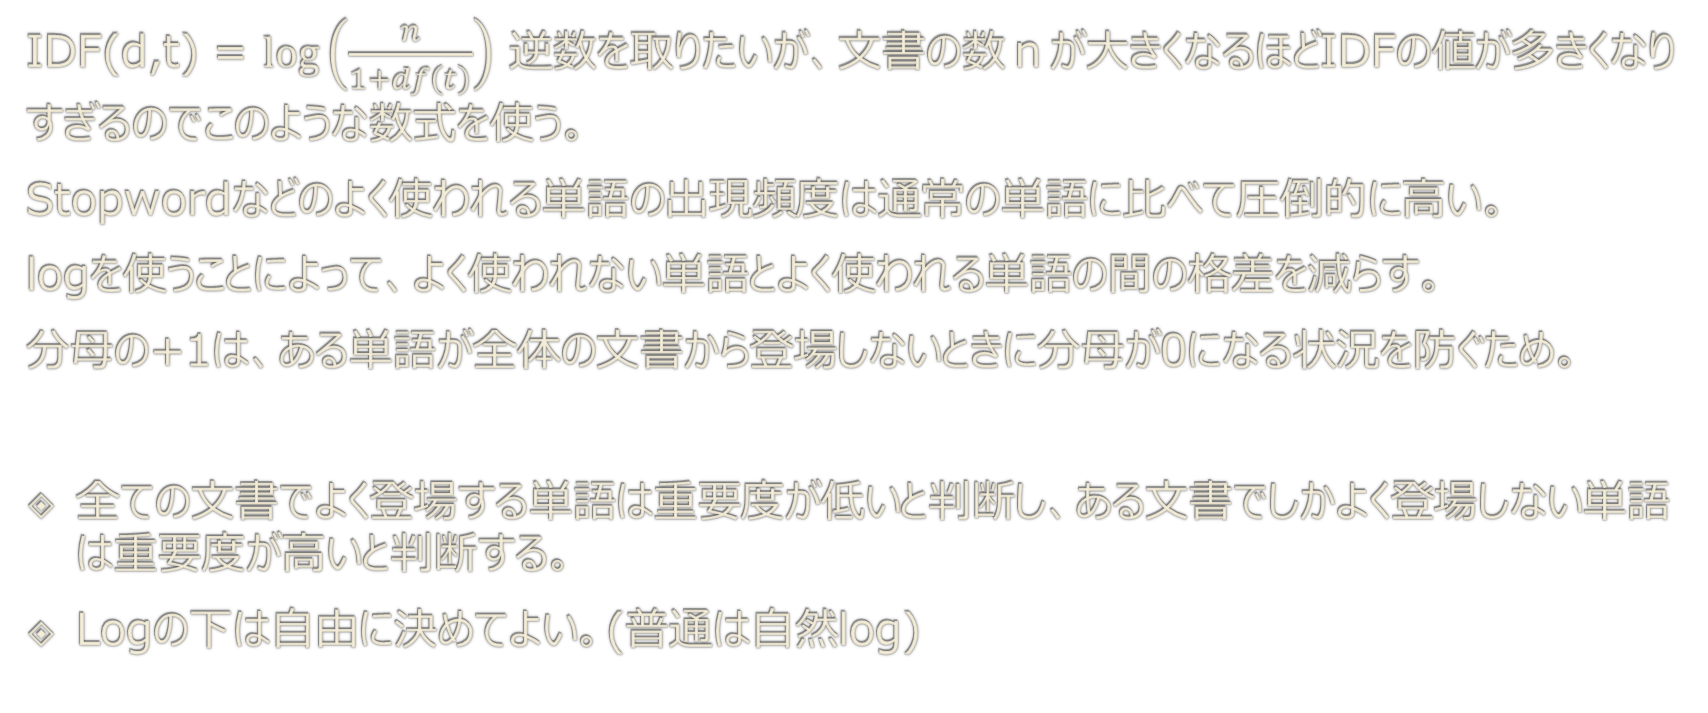 IDF(d,t) = log(n/(1+df(t))) 逆数を取りたいが、文書の数 n が大きくなるほどIDFの値が多きくなり
すぎるのでこのような数式を使う。
Stopwordなどのよく使われる単語の出現頻度は通常の単語に比べて圧倒的に高い。
logを使うことによって、よく使われない単語とよく使われる単語の間の格差を減らす。
分母の+1は、ある単語が全体の文書から登場しないときに分母が0になる状況を防ぐため。
全ての文書でよく登場する単語は重要度が低いと判断し、ある文書でしかよく登場しない単語
は重要度が高いと判断する。
Logの下は自由に決めてよい。(普通は自然log)